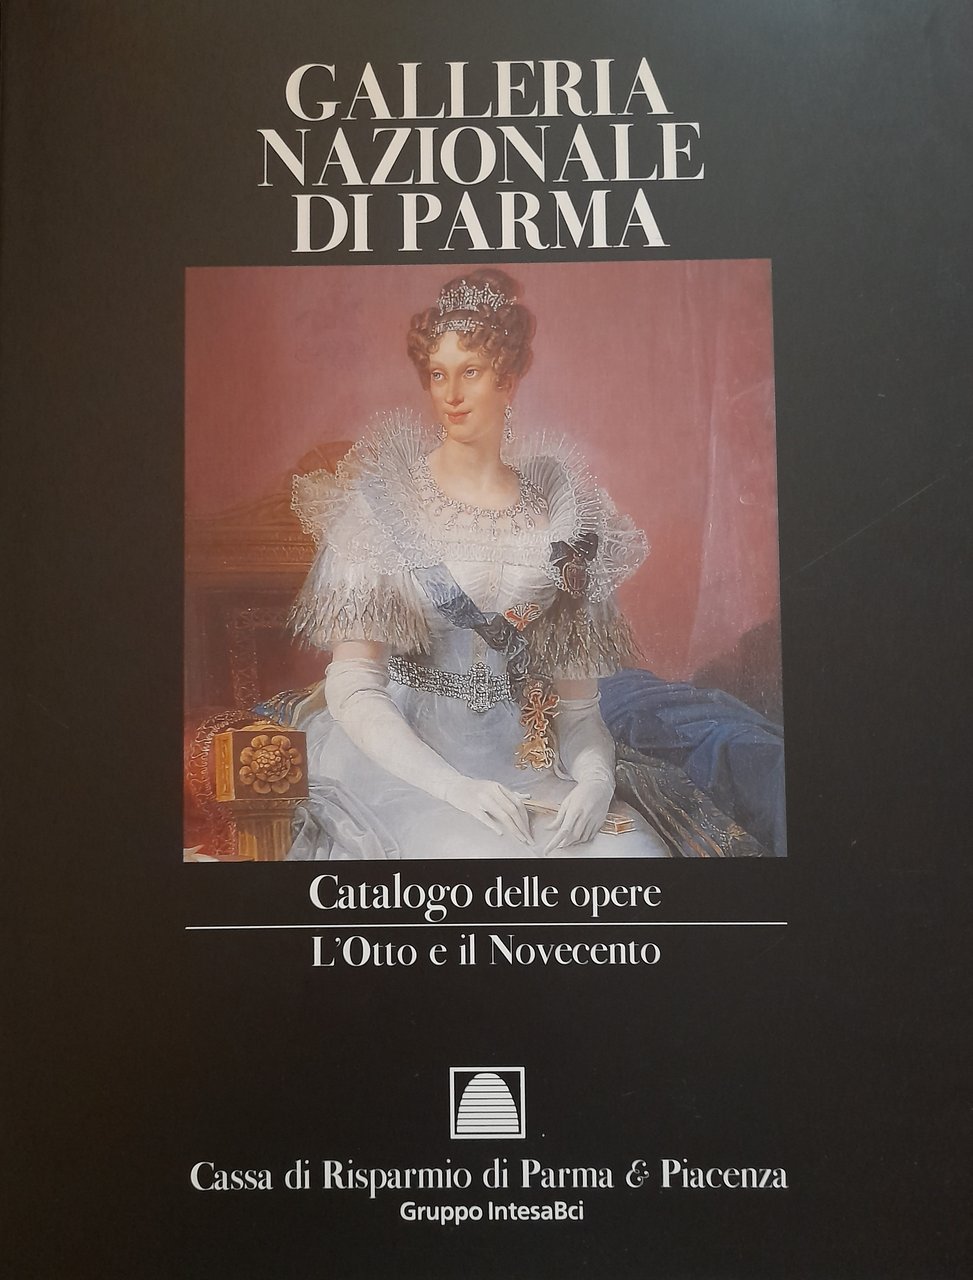 GALLERIA
NAZIONALE
DI PARMA
Catalogo delle opere
L'Otto e il Novecento
Cassa di Risparmio di Parma & Piacenza
Gruppo IntesaBci